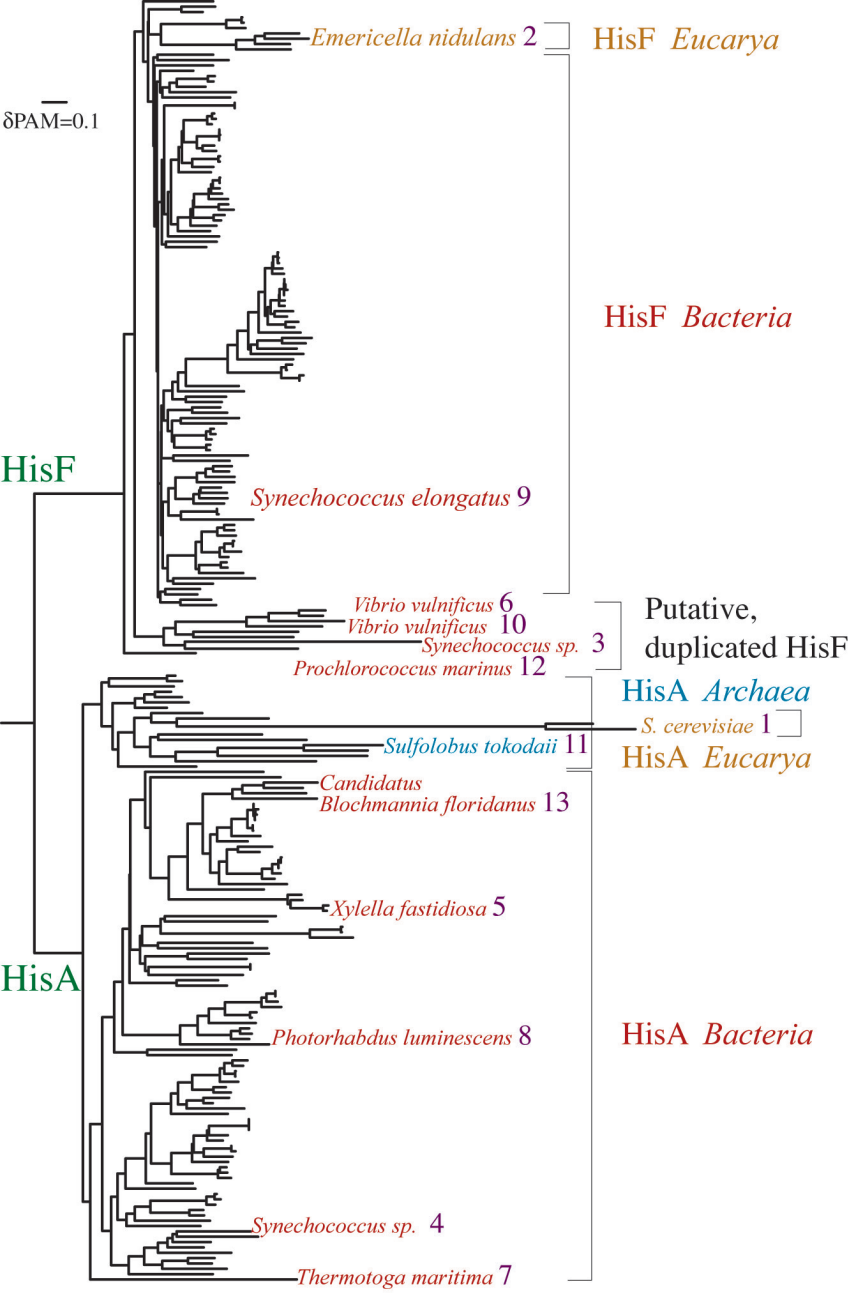 Emericella nidulans 2
HisF Eucarya
δPAM=0.1
HisF Bacteria
HisF
Synechococcus elongatus 9
Vibrio vulnificus 6
Vibrio vulnificus 10
Synechococcus sp. 3
Putative,
duplicated HisF
Prochlorococcus marinus 12
HisA Archaea
S. cerevisiae 1
Sulfolobus tokodaii 11
HisA Eucarya
Candidatus
Blochmannia floridanus 13
Xylella fastidiosa 5
HisA
Photorhabdus luminescens 8
HisA Bacteria
Synechococcus sp. 4
Thermotoga maritima 7